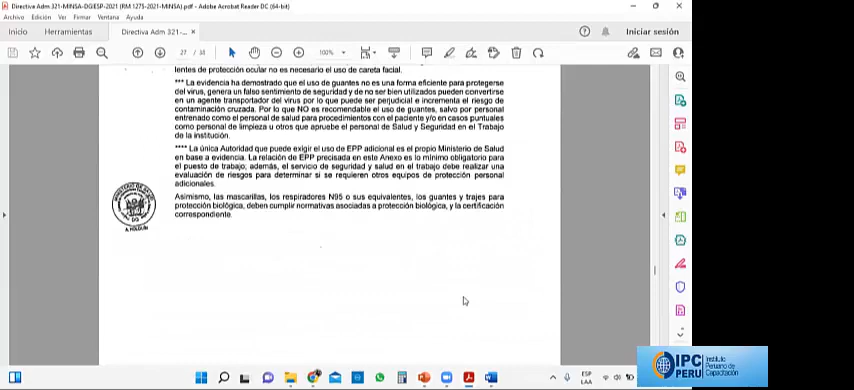 Directiva Adm 321-MINSA-DGIESP-2021 (RM 1275-2021-MINSA).pdf - Adobe Acrobat Reader DC (64-bit)
Archivo Edición Ver Firmar Ventana Ayuda
Inicio Herramientas Directiva Adm 321-... × Iniciar sesión
27 / 38 100%
lentes de protección ocular no es necesario el uso de careta facial.
*** La evidencia ha demostrado que el uso de guantes no es una forma eficiente para protegerse
del virus, genera un falso sentimiento de seguridad y de no ser bien utilizados pueden convertirse
en un agente transportador del virus por lo que puede ser perjudicial e incrementa el riesgo de
contaminación cruzada. Por lo que NO es recomendable el uso de guantes, salvo por personal
entrenado como el personal de salud para procedimientos con el paciente y/o en casos puntuales
como personal de limpieza u otros que apruebe el personal de Salud y Seguridad en el Trabajo
de la institución.
**** La única Autoridad que puede exigir el uso de EPP adicional es el propio Ministerio de Salud
en base a evidencia. La relación de EPP precisada en este Anexo es lo mínimo obligatorio para
el puesto de trabajo; además, el servicio de seguridad y salud en el trabajo debe realizar una
evaluación de riesgos para determinar si se requieren otros equipos de protección personal
adicionales.
Asimismo, las mascarillas, los respiradores N95 o sus equivalentes, los guantes y trajes para
protección biológica, deben cumplir normativas asociadas a protección biológica, y la certificación
correspondiente.
A. HOLGUIN
ESP
LAA
IPC PERU Instituto Peruano de Capacitación